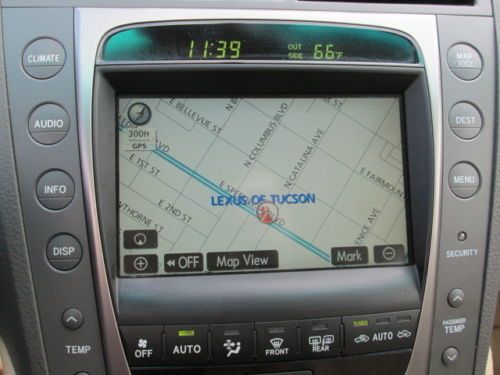 11:39 OUT SIDE 66°F
CLIMATE
AUDIO
INFO
DISP
MAP
DEST
MENU
SECURITY
300ft
GPS
E BELLEVUE ST
N COLUMBUS BLVD
N CATALINA AVE
E 1ST ST
E 2ND ST
E FAIRMOUNT
LEXUS OF TUCSON
OFF
Map View
Mark
TEMP
OFF
AUTO
FRONT
REAR
AUTO
PASSENGER
TEMP